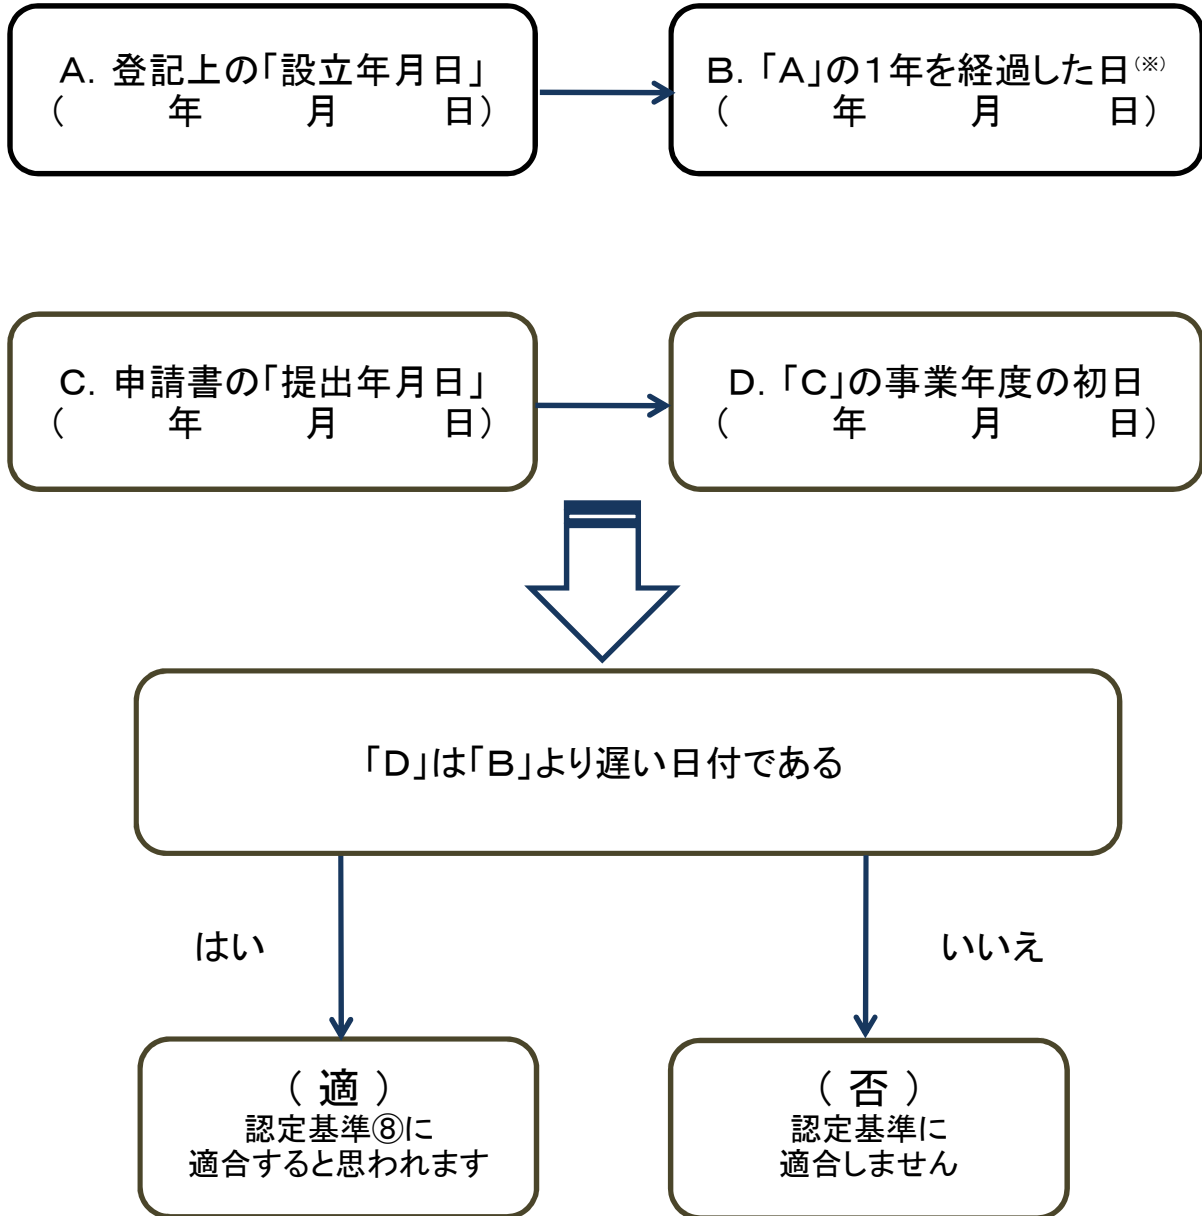 A. 登記上の「設立年月日」
( 年 月 日)
B. 「A」の1年を経過した日(※)
( 年 月 日)
C. 申請書の「提出年月日」
( 年 月 日)
D. 「C」の事業年度の初日
( 年 月 日)
「D」は「B」より遅い日付である
はい
いいえ
( 適 )
認定基準⑧に
適合すると思われます
( 否 )
認定基準に
適合しません